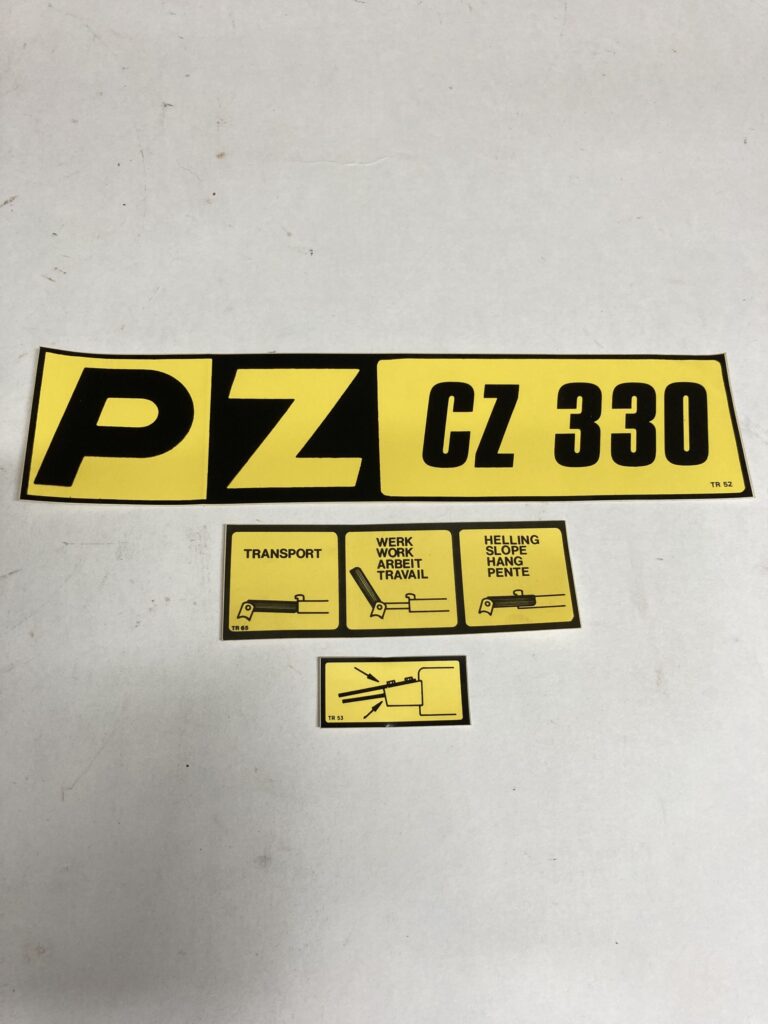 PZ CZ 330
TR 52
TRANSPORT
TR 65
WERK
WORK
ARBEIT
TRAVAIL
HELLING
SLOPE
HANG
PENTE
TR 53